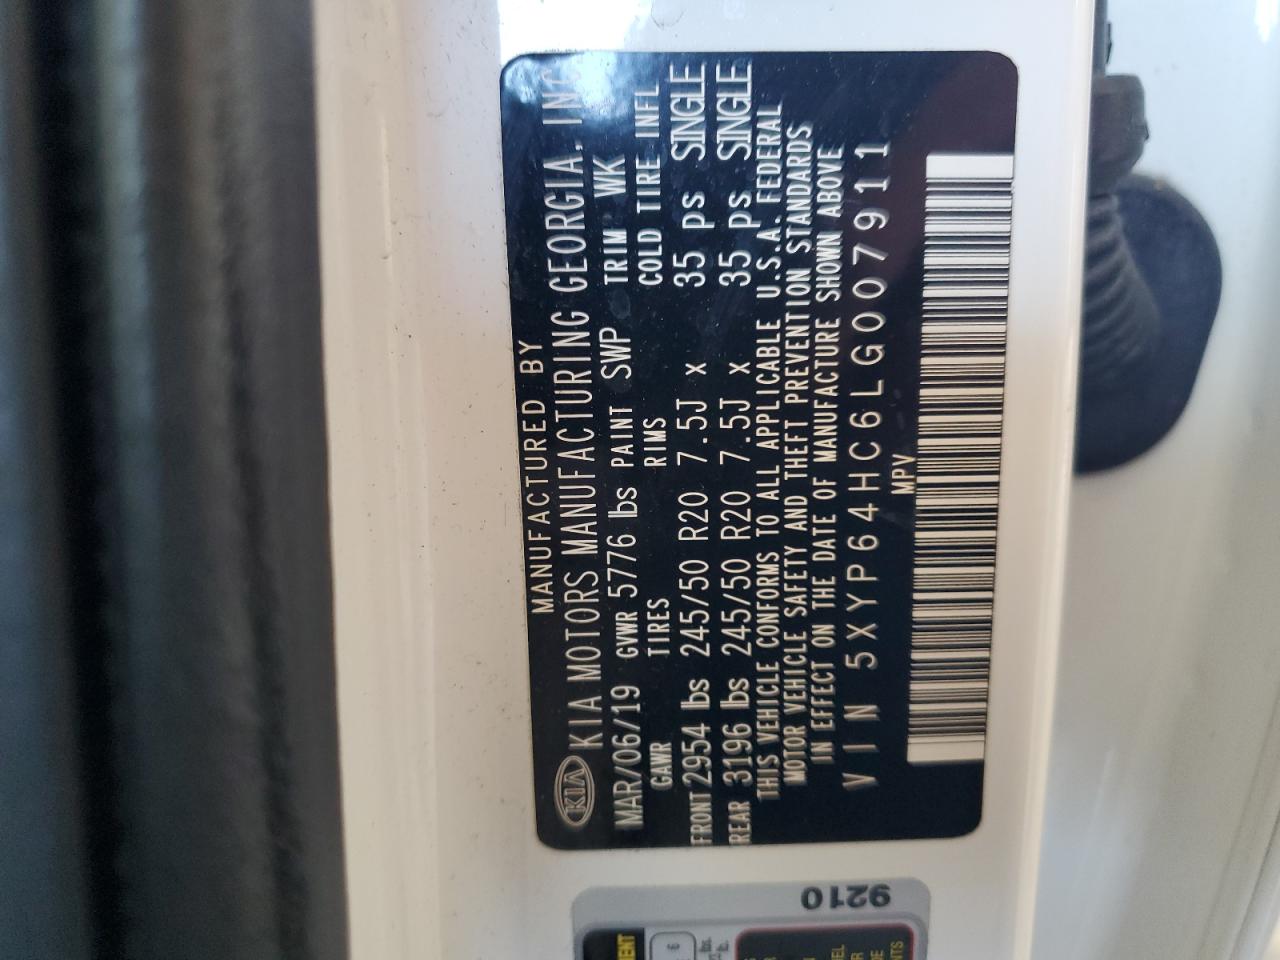 MANUFACTURED BY
KIA KIA MOTORS MANUFACTURING GEORGIA, INC
MAR/06/19 GVWR 5776 lbs PAINT SWP TRIM WK
GAWR TIRES RIMS COLD TIRE INFL
FRONT 2954 lbs 245/50 R20 7.5J x 35 ps SINGLE
REAR 3196 lbs 245/50 R20 7.5J x 35 ps SINGLE
THIS VEHICLE CONFORMS TO ALL APPLICABLE U.S.A. FEDERAL
MOTOR VEHICLE SAFETY AND THEFT PREVENTION STANDARDS
IN EFFECT ON THE DATE OF MANUFACTURE SHOWN ABOVE
VIN 5XYP64HC6LG007911
MPV
9210